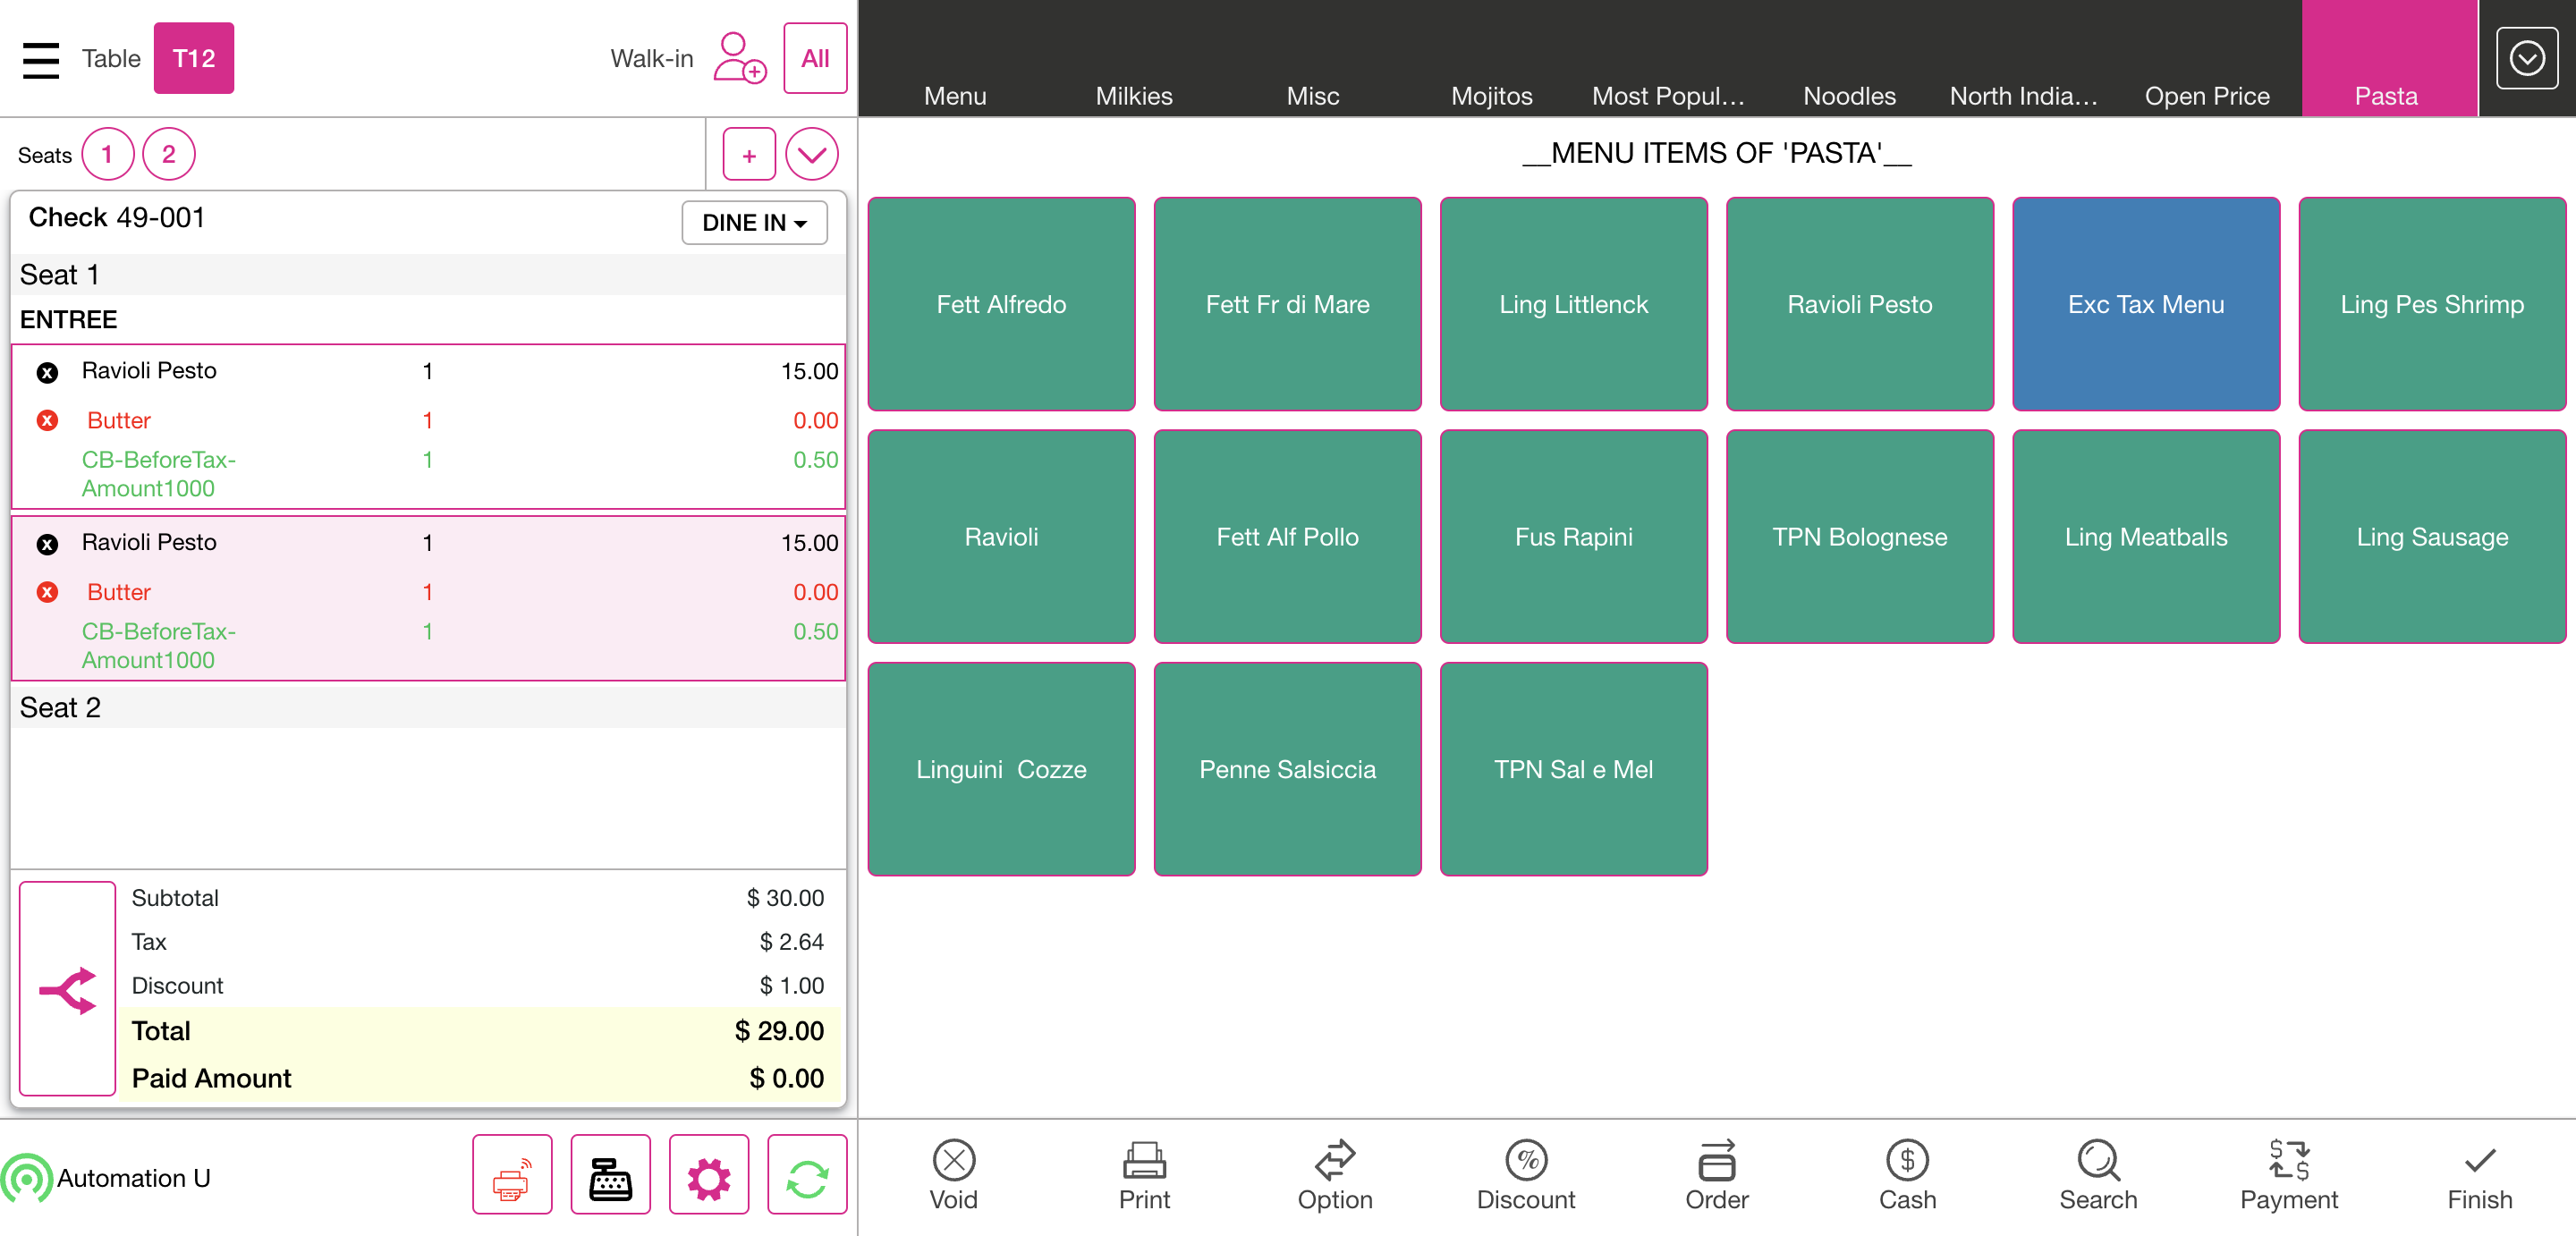 Table T12 Walk-in All
Menu Milkies Misc Mojitos Most Popul... Noodles North India... Open Price Pasta
Seats 1 2 +
__MENU ITEMS OF 'PASTA'__
Check 49-001 DINE IN
Seat 1
ENTREE
x Ravioli Pesto 1 15.00
x Butter 1 0.00
CB-BeforeTax- 1 0.50
Amount1000
x Ravioli Pesto 1 15.00
x Butter 1 0.00
CB-BeforeTax- 1 0.50
Amount1000
Seat 2
Subtotal $ 30.00
Tax $ 2.64
Discount $ 1.00
Total $ 29.00
Paid Amount $ 0.00
Automation U
Fett Alfredo
Fett Fr di Mare
Ling Littlenck
Ravioli Pesto
Exc Tax Menu
Ling Pes Shrimp
Ravioli
Fett Alf Pollo
Fus Rapini
TPN Bolognese
Ling Meatballs
Ling Sausage
Linguini  Cozze
Penne Salsiccia
TPN Sal e Mel
Void
Print
Option
% Discount
Order
$ Cash
Search
$ $ Payment
Finish